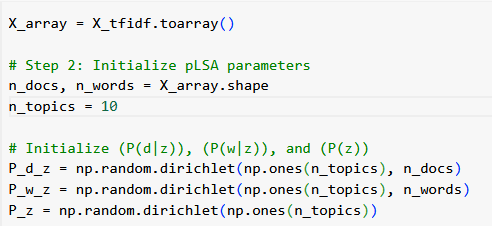 X_array = X_tfidf.toarray()
# Step 2: Initialize pLSA parameters
n_docs, n_words = X_array.shape
n_topics = 10
# Initialize (P(d|z)), (P(w|z)), and (P(z))
P_d_z = np.random.dirichlet(np.ones(n_topics), n_docs)
P_w_z = np.random.dirichlet(np.ones(n_topics), n_words)
P_z = np.random.dirichlet(np.ones(n_topics))